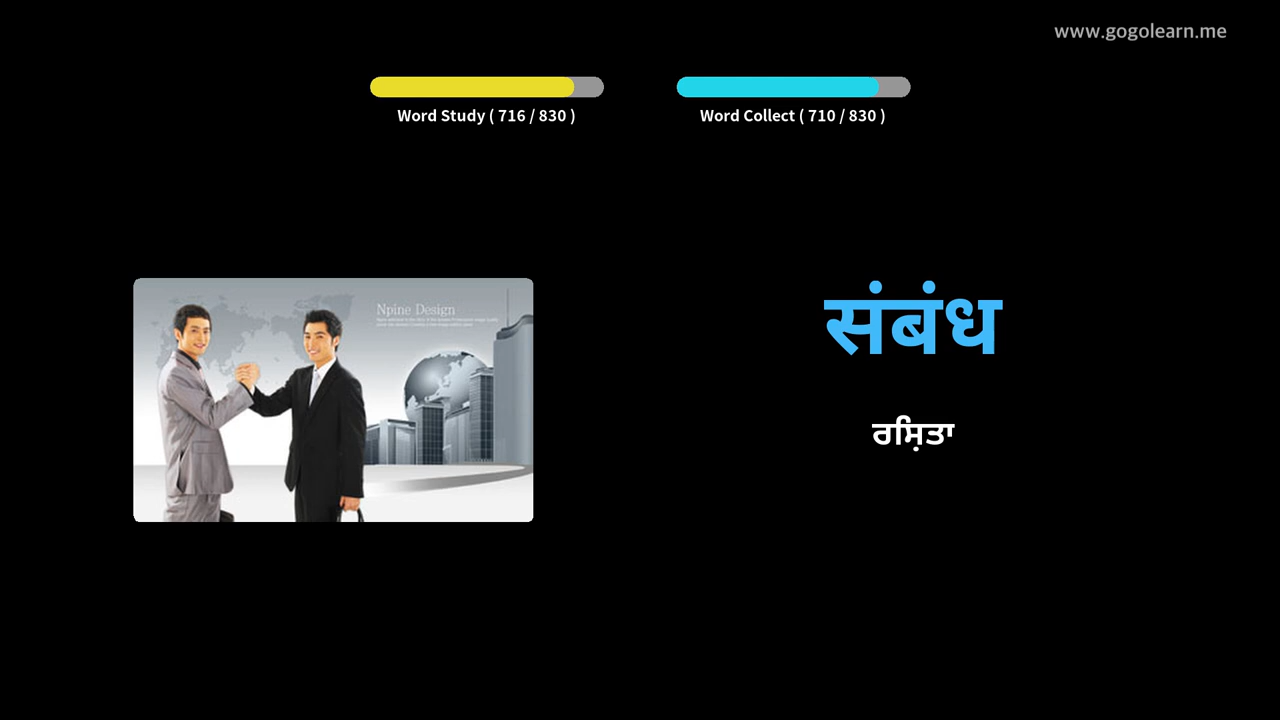 www.gogolearn.me
Word Study ( 716 / 830 )
Word Collect ( 710 / 830 )
Npine Design
संबंध
ਰਸ਼ਿਤਾ